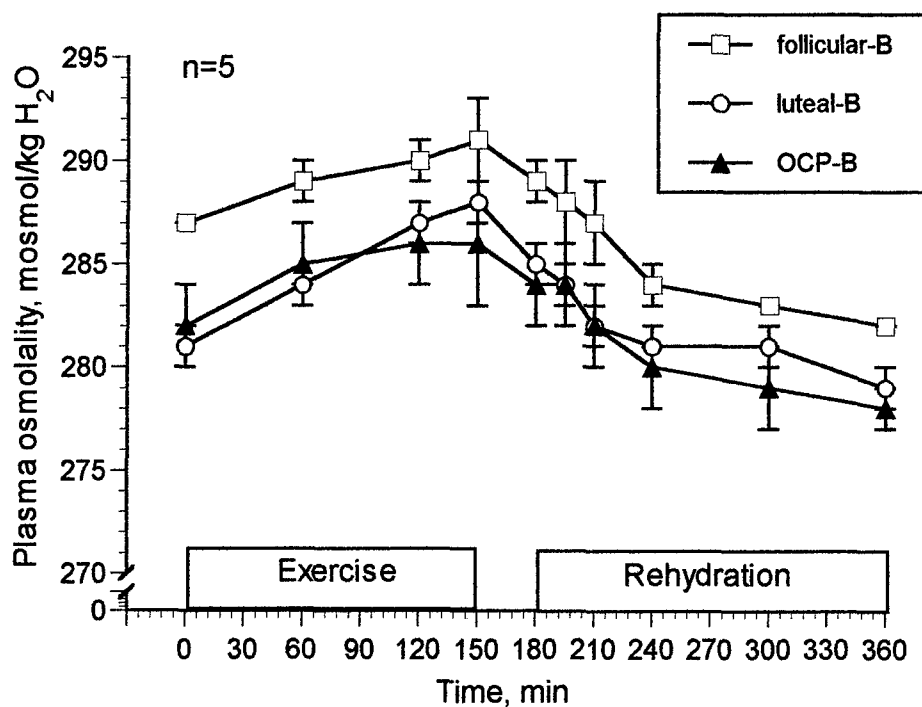 n=5
follicular-B
luteal-B
OCP-B
Plasma osmolality, mosmol/kg H₂O
295
290
285
280
275
270
0
Exercise
Rehydration
0 30 60 90 120 150 180 210 240 270 300 330 360
Time, min